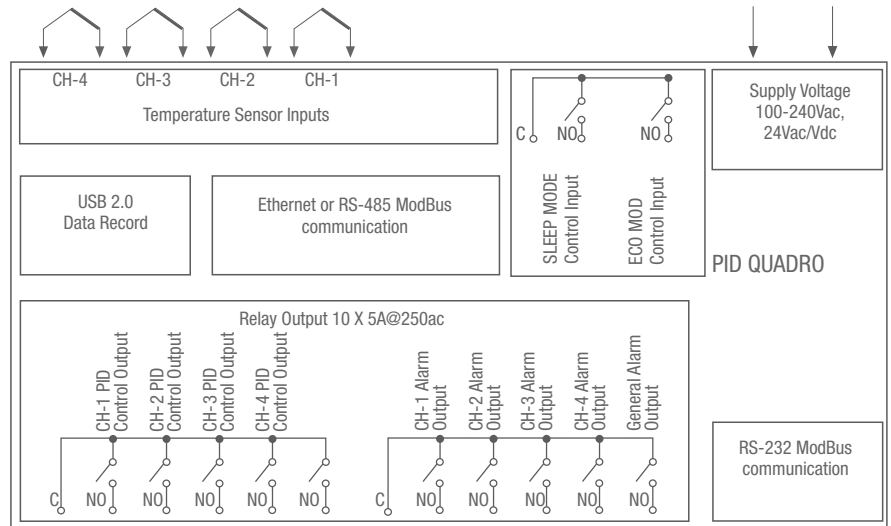 CH-4 CH-3 CH-2 CH-1
Temperature Sensor Inputs
C NO NO
SLEEP MODE
Control Input
ECO MOD
Control Input
Supply Voltage
100-240Vac,
24Vac/Vdc
USB 2.0
Data Record
Ethernet or RS-485 ModBus
communication
PID QUADRO
Relay Output 10 X 5A@250ac
CH-1 PID
Control Output
CH-2 PID
Control Output
CH-3 PID
Control Output
CH-4 PID
Control Output
CH-1 Alarm
Output
CH-2 Alarm
Output
CH-3 Alarm
Output
CH-4 Alarm
Output
General Alarm
Output
C NO NO NO NO NO C NO NO NO NO NO
RS-232 ModBus
communication